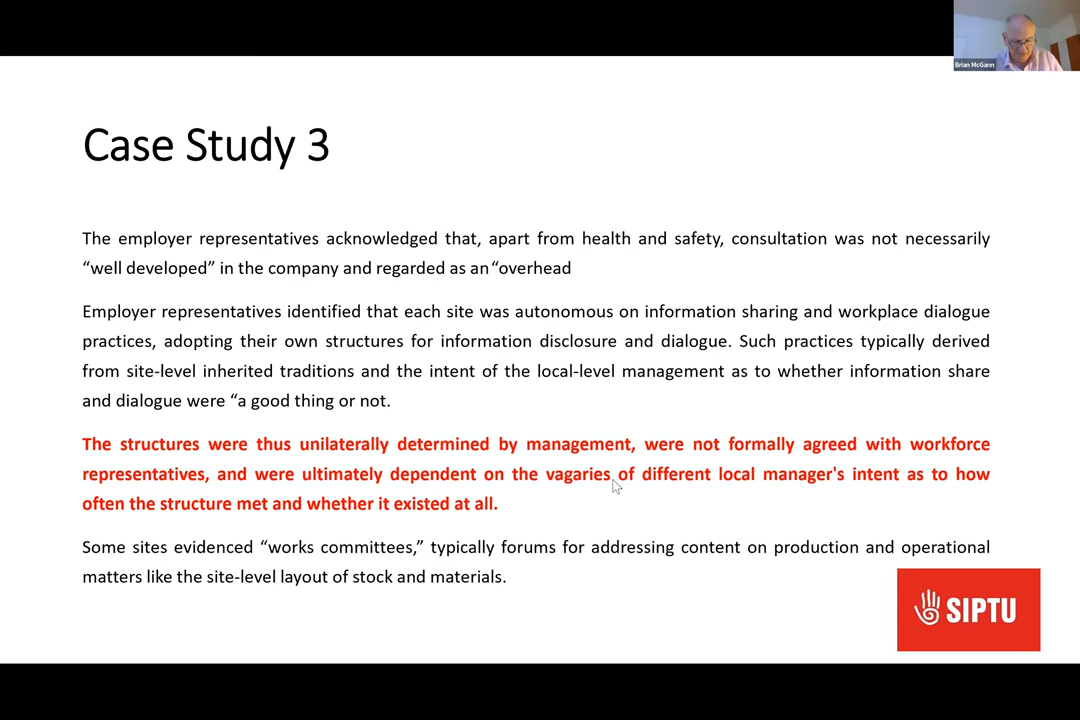 Brian McGann
Case Study 3
The employer representatives acknowledged that, apart from health and safety, consultation was not necessarily
“well developed” in the company and regarded as an “overhead
Employer representatives identified that each site was autonomous on information sharing and workplace dialogue
practices, adopting their own structures for information disclosure and dialogue. Such practices typically derived
from site-level inherited traditions and the intent of the local-level management as to whether information share
and dialogue were “a good thing or not.
The structures were thus unilaterally determined by management, were not formally agreed with workforce
representatives, and were ultimately dependent on the vagaries of different local manager's intent as to how
often the structure met and whether it existed at all.
Some sites evidenced “works committees,” typically forums for addressing content on production and operational
matters like the site-level layout of stock and materials.
SIPTU